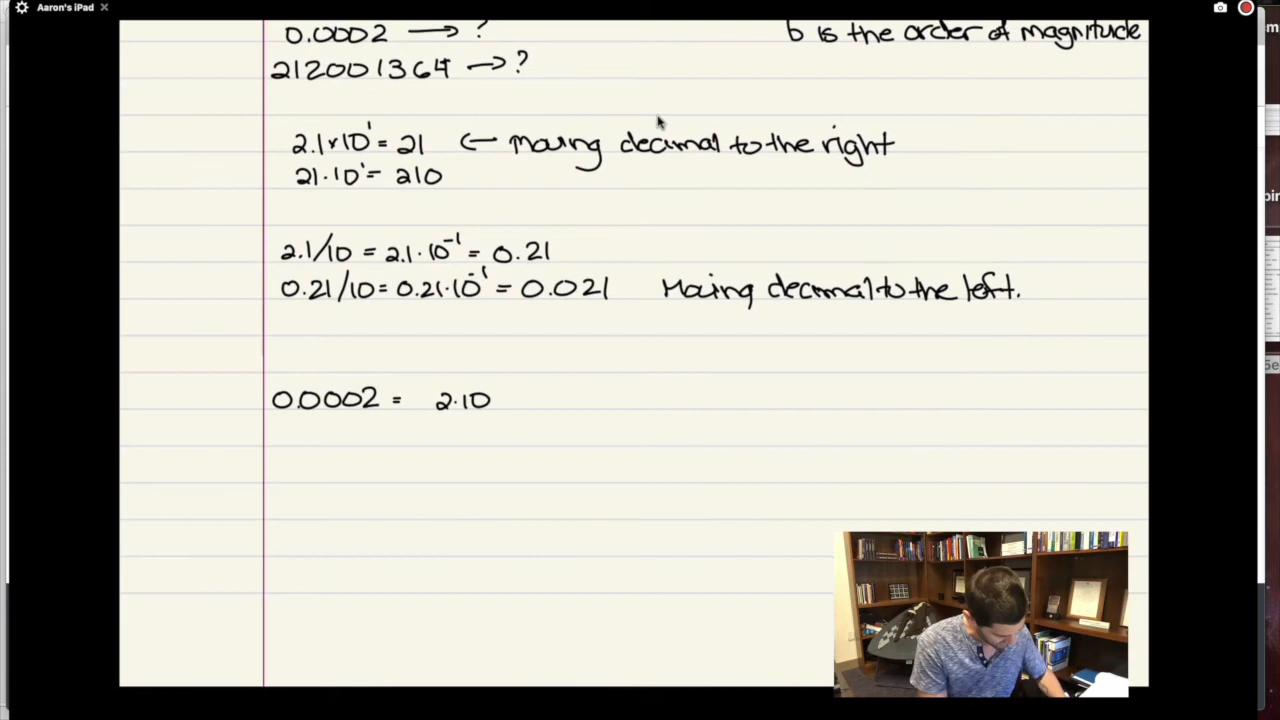 Aaron's iPad
0.0002 → ?
b is the order of magnitude
212001364 → ?
2.1×10¹ = 21 ← moving decimal to the right
21·10¹ = 210
2.1/10 = 2.1·10⁻¹ = 0.21
0.21/10 = 0.21·10⁻¹ = 0.021 Moving decimal to the left.
0.0002 = 2·10